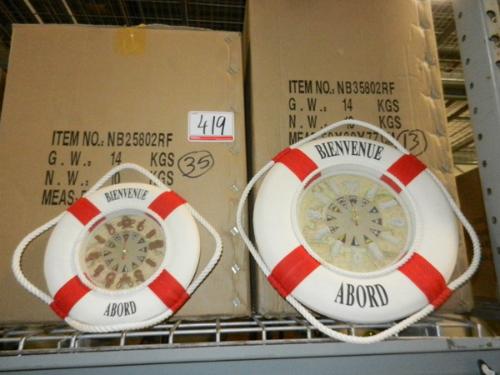 ITEM NO.: NB25802RF
G. W.: 14 KGS
N. W.: 10 KGS
MEAS:
35
419
ITEM NO.: NB35802RF
G. W.: 14 KGS
N. W.: KGS
13
BIENVENUE
ABORD
BIENVENUE
ABORD